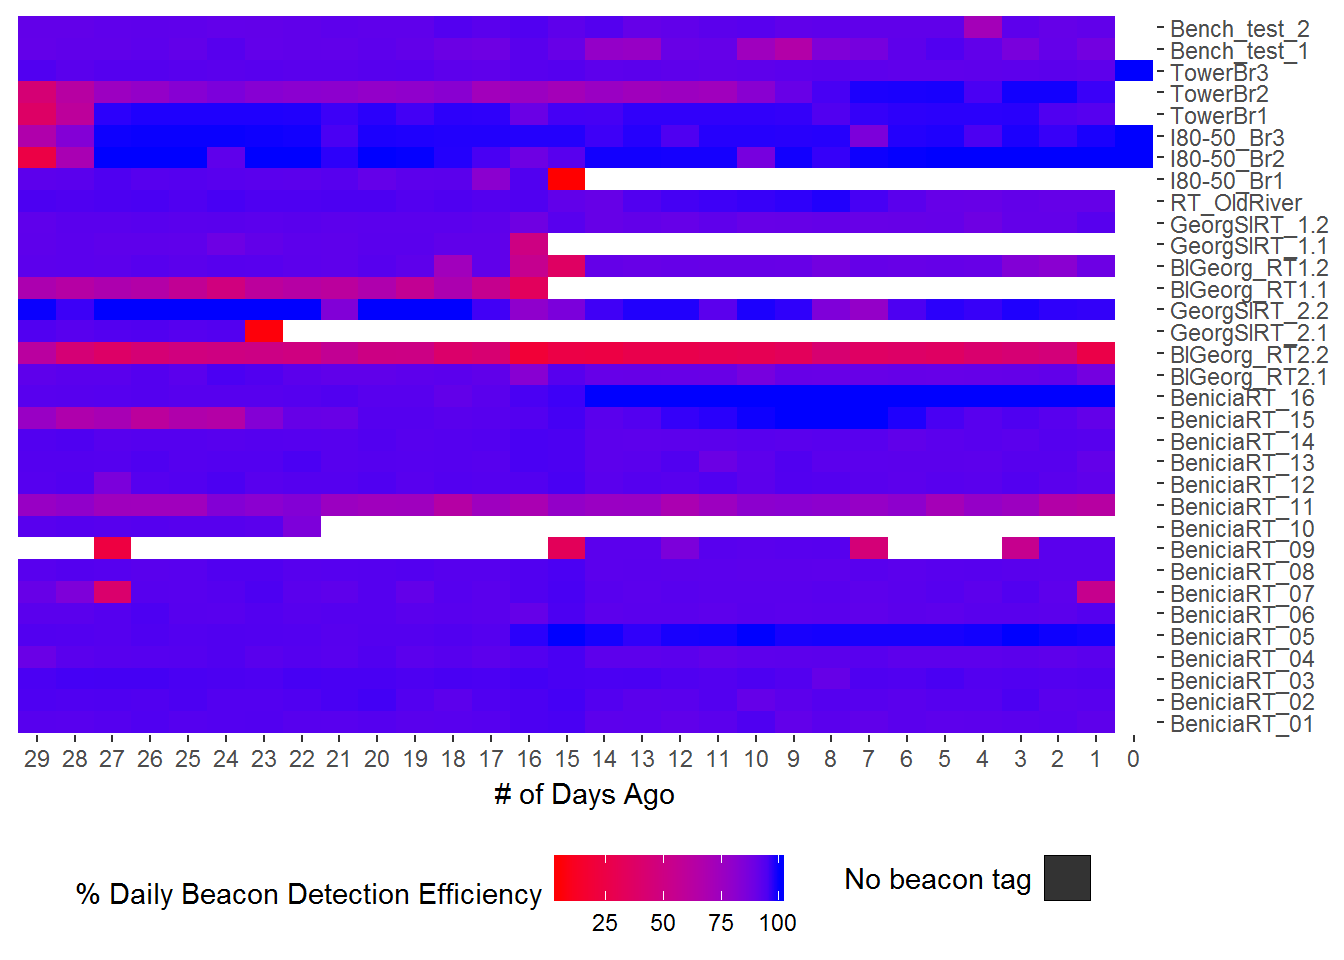 Bench_test_2
Bench_test_1
TowerBr3
TowerBr2
TowerBr1
I80-50_Br3
I80-50_Br2
I80-50_Br1
RT_OldRiver
GeorgSlRT_1.2
GeorgSlRT_1.1
BlGeorg_RT1.2
BlGeorg_RT1.1
GeorgSlRT_2.2
GeorgSlRT_2.1
BlGeorg_RT2.2
BlGeorg_RT2.1
BeniciaRT_16
BeniciaRT_15
BeniciaRT_14
BeniciaRT_13
BeniciaRT_12
BeniciaRT_11
BeniciaRT_10
BeniciaRT_09
BeniciaRT_08
BeniciaRT_07
BeniciaRT_06
BeniciaRT_05
BeniciaRT_04
BeniciaRT_03
BeniciaRT_02
BeniciaRT_01
29 28 27 26 25 24 23 22 21 20 19 18 17 16 15 14 13 12 11 10 9 8 7 6 5 4 3 2 1 0
# of Days Ago
% Daily Beacon Detection Efficiency
25 50 75 100
No beacon tag